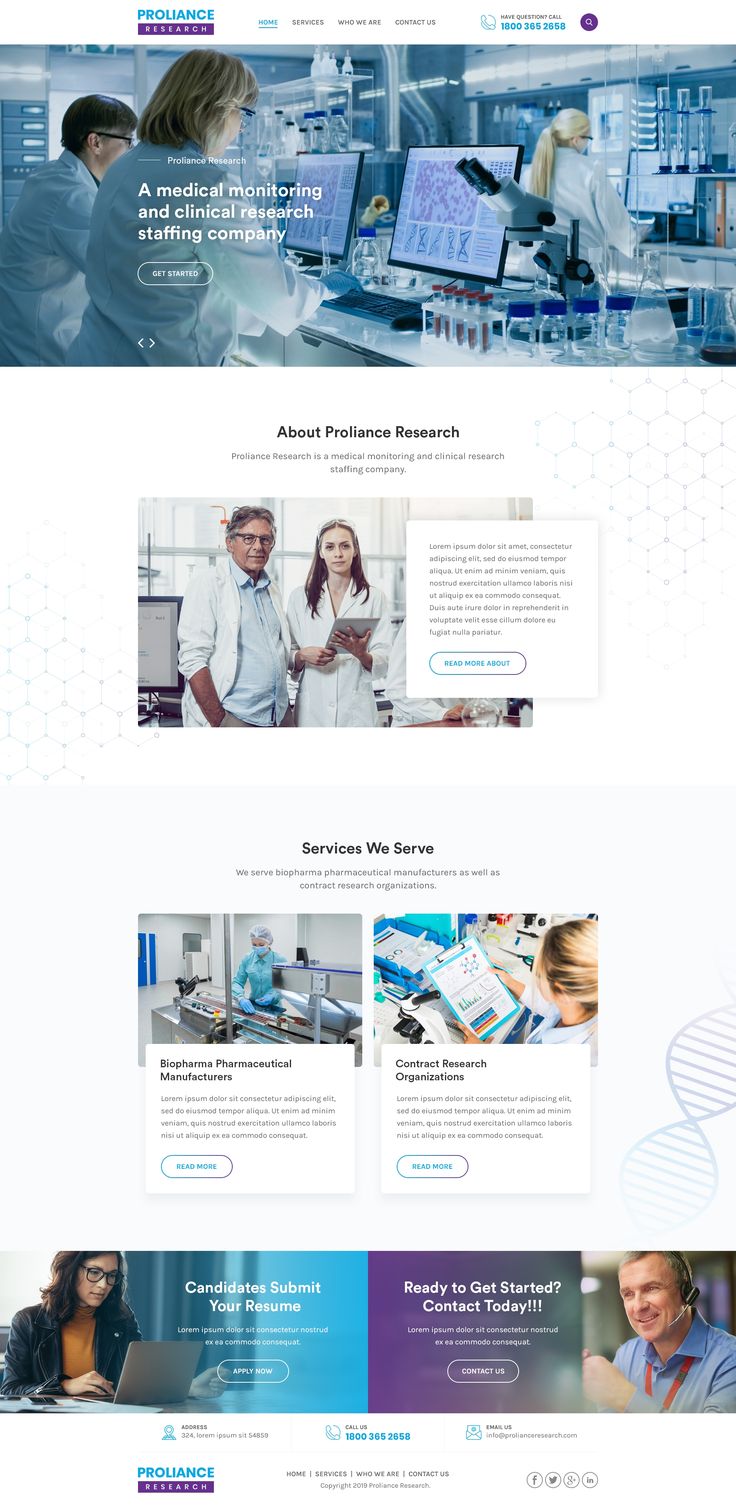 PROLIANCE
RESEARCH
HOME SERVICES WHO WE ARE CONTACT US
HAVE QUESTION? CALL
1800 365 2658
Proliance Research
A medical monitoring
and clinical research
staffing company
GET STARTED
About Proliance Research
Proliance Research is a medical monitoring and clinical research
staffing company.
Lorem ipsum dolor sit amet, consectetur
adipiscing elit, sed do eiusmod tempor
aliqua. Ut enim ad minim veniam, quis
nostrud exercitation ullamco laboris nisi
ut aliquip ex ea commodo consequat.
Duis aute irure dolor in reprehenderit in
voluptate velit esse cillum dolore eu
fugiat nulla pariatur.
READ MORE ABOUT
Services We Serve
We serve biopharma pharmaceutical manufacturers as well as
contract research organizations.
Biopharma Pharmaceutical
Manufacturers
Lorem ipsum dolor sit consectetur adipiscing elit,
sed do eiusmod tempor aliqua. Ut enim ad minim
veniam, quis nostrud exercitation ullamco laboris
nisi ut aliquip ex ea commodo consequat.
READ MORE
Contract Research
Organizations
Lorem ipsum dolor sit consectetur adipiscing elit,
sed do eiusmod tempor aliqua. Ut enim ad minim
veniam, quis nostrud exercitation ullamco laboris
nisi ut aliquip ex ea commodo consequat.
READ MORE
Candidates Submit
Your Resume
Lorem ipsum dolor sit consectetur nostrud
ex ea commodo consequat.
APPLY NOW
Ready to Get Started?
Contact Today!!!
Lorem ipsum dolor sit consectetur nostrud
ex ea commodo consequat.
CONTACT US
ADDRESS
324, lorem ipsum sit 54859
CALL US
1800 365 2658
EMAIL US
info@prolianceresearch.com
PROLIANCE
RESEARCH
HOME | SERVICES | WHO WE ARE | CONTACT US
Copyright 2019 Proliance Research.